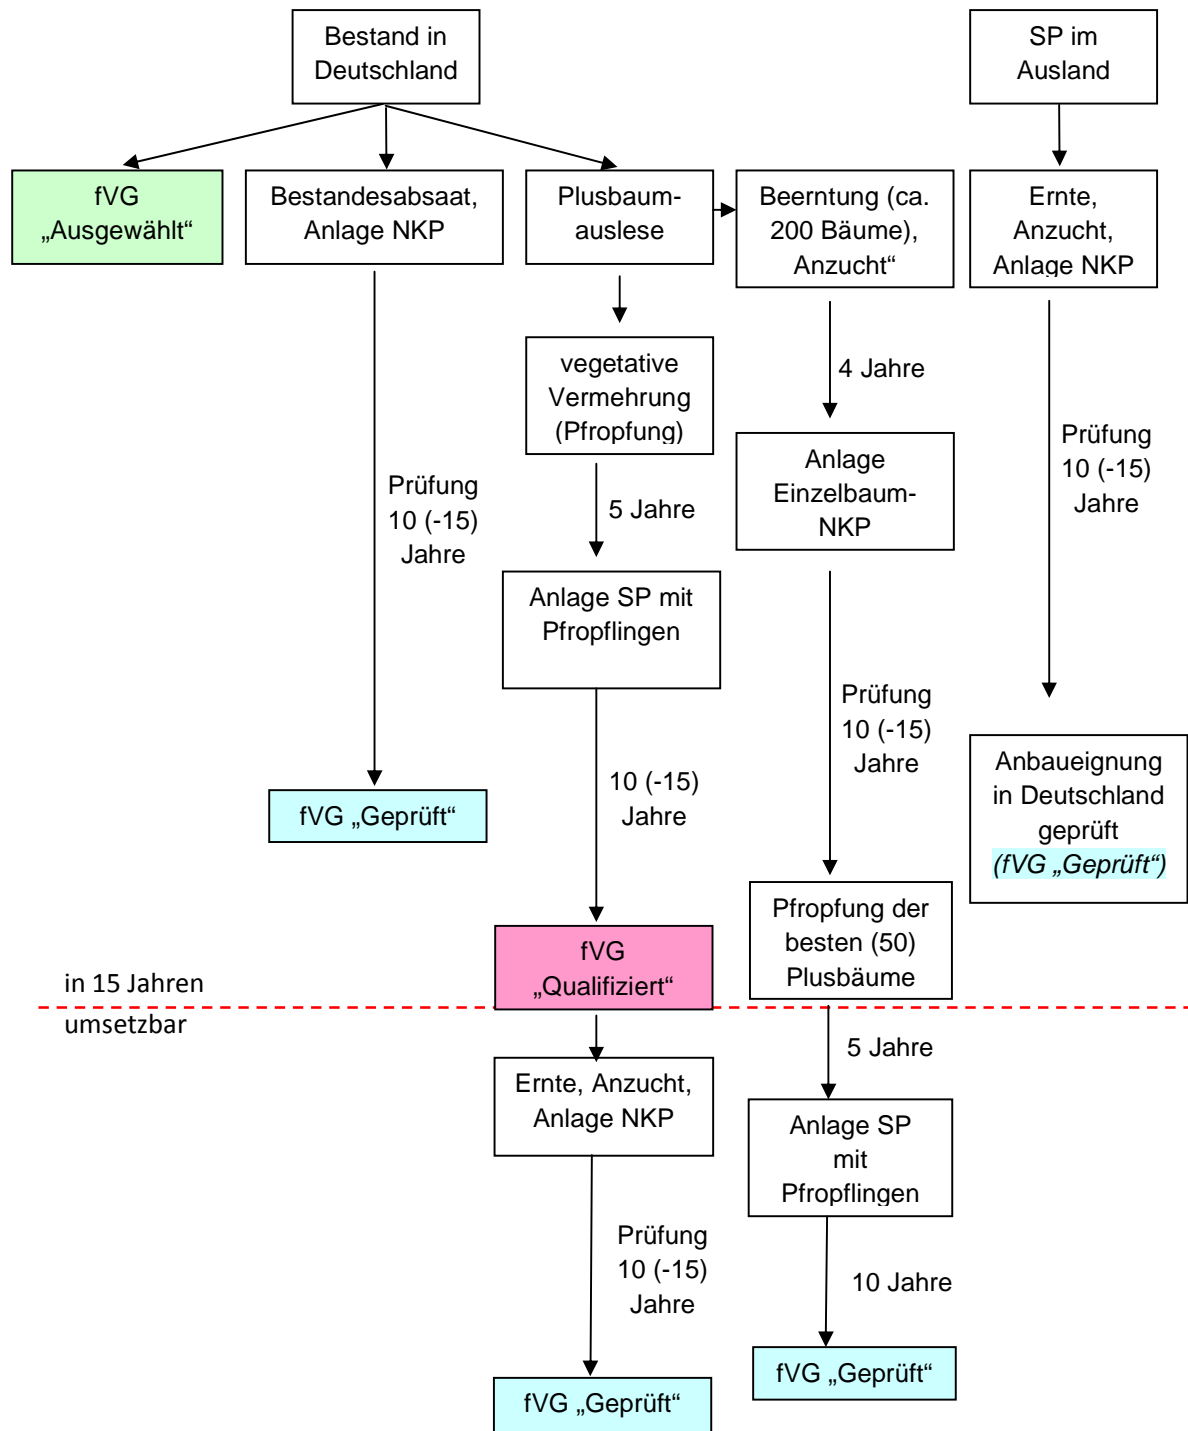 Bestand in
Deutschland
SP im
Ausland
fVG
„Ausgewählt“
Bestandesabsaat,
Anlage NKP
Plusbaum-
auslese
Beerntung (ca.
200 Bäume),
Anzucht“
Ernte,
Anzucht,
Anlage NKP
vegetative
Vermehrung
(Pfropfung)
4 Jahre
Anlage
Einzelbaum-
NKP
Prüfung
10 (-15)
Jahre
Prüfung
10 (-15)
Jahre
5 Jahre
Anlage SP mit
Pfropflingen
Prüfung
10 (-15)
Jahre
10 (-15)
Jahre
fVG „Geprüft“
Anbaueignung
in Deutschland
geprüft
(fVG „Geprüft“)
Pfropfung der
besten (50)
Plusbäume
fVG
„Qualifiziert“
in 15 Jahren
umsetzbar
5 Jahre
Ernte, Anzucht,
Anlage NKP
Anlage SP
mit
Pfropflingen
Prüfung
10 (-15)
Jahre
10 Jahre
fVG „Geprüft“
fVG „Geprüft“